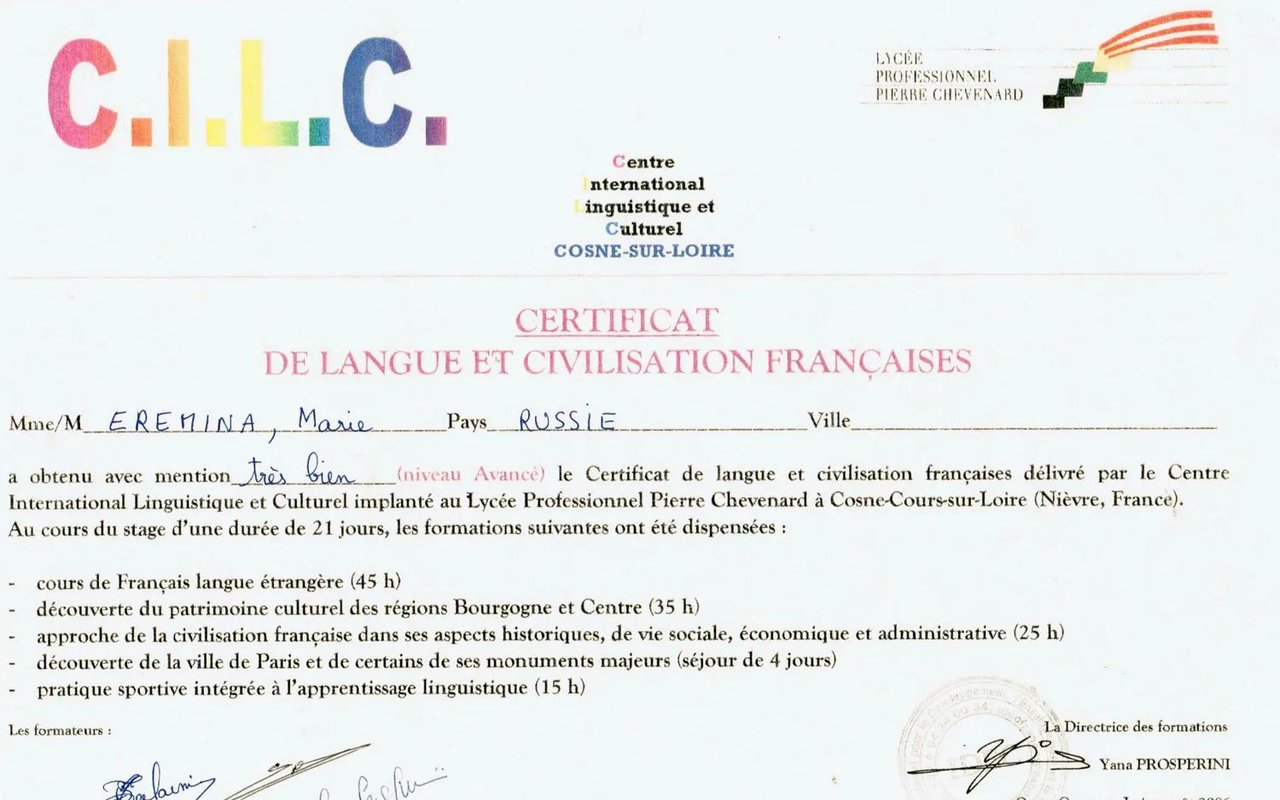 C.I.L.C.
LYCÉE
PROFESSIONNEL
PIERRE CHEVENARD
Centre
International
Linguistique et
Culturel
COSNE-SUR-LOIRE
CERTIFICAT
DE LANGUE ET CIVILISATION FRANÇAISES
Mme/M EREMINA, Marie Pays RUSSIE Ville
a obtenu avec mention très bien (niveau Avancé) le Certificat de langue et civilisation françaises délivré par le Centre
International Linguistique et Culturel implanté au Lycée Professionnel Pierre Chevenard à Cosne-Cours-sur-Loire (Nièvre, France).
Au cours du stage d'une durée de 21 jours, les formations suivantes ont été dispensées :
- cours de Français langue étrangère (45 h)
- découverte du patrimoine culturel des régions Bourgogne et Centre (35 h)
- approche de la civilisation française dans ses aspects historiques, de vie sociale, économique et administrative (25 h)
- découverte de la ville de Paris et de certains de ses monuments majeurs (séjour de 4 jours)
- pratique sportive intégrée à l'apprentissage linguistique (15 h)
Les formateurs :
La Directrice des formations
Yana PROSPERINI